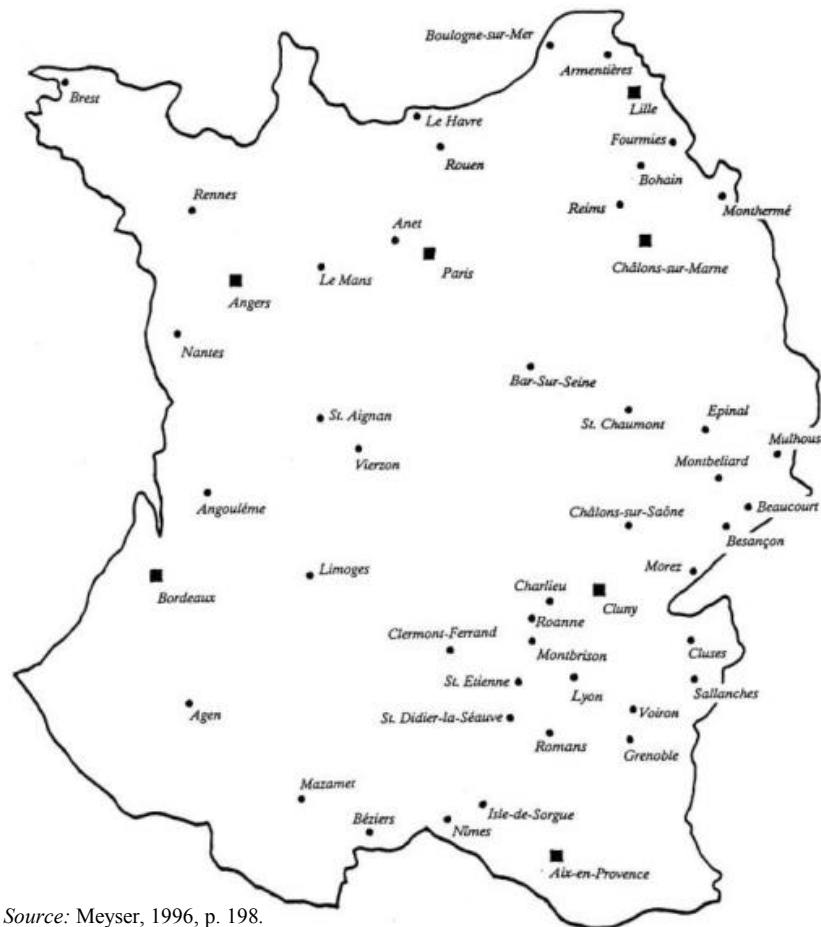 Boulogne-sur-Mer
Armentières
Brest
Lille
Le Havre
Fourmies
Rouen
Bohain
Rennes
Reims
Monthermé
Anet
Paris
Châlons-sur-Marne
Le Mans
Angers
Nantes
Bar-Sur-Seine
St. Aignan
St. Chaumont
Epinal
Vierzon
Mulhous
Montbeliard
Angouléme
Châlons-sur-Saône
Beaucourt
Besançon
Limoges
Morez
Bordeaux
Charlieu
Cluny
Roanne
Clermont-Ferrand
Montbrison
Cluses
St. Etienne
Lyon
Sallanches
Agen
St. Didier-la-Séauve
Voiron
Romans
Grenoble
Mazamet
Isle-de-Sorgue
Béziers
Nîmes
Aix-en-Provence
Source: Meyser, 1996, p. 198.